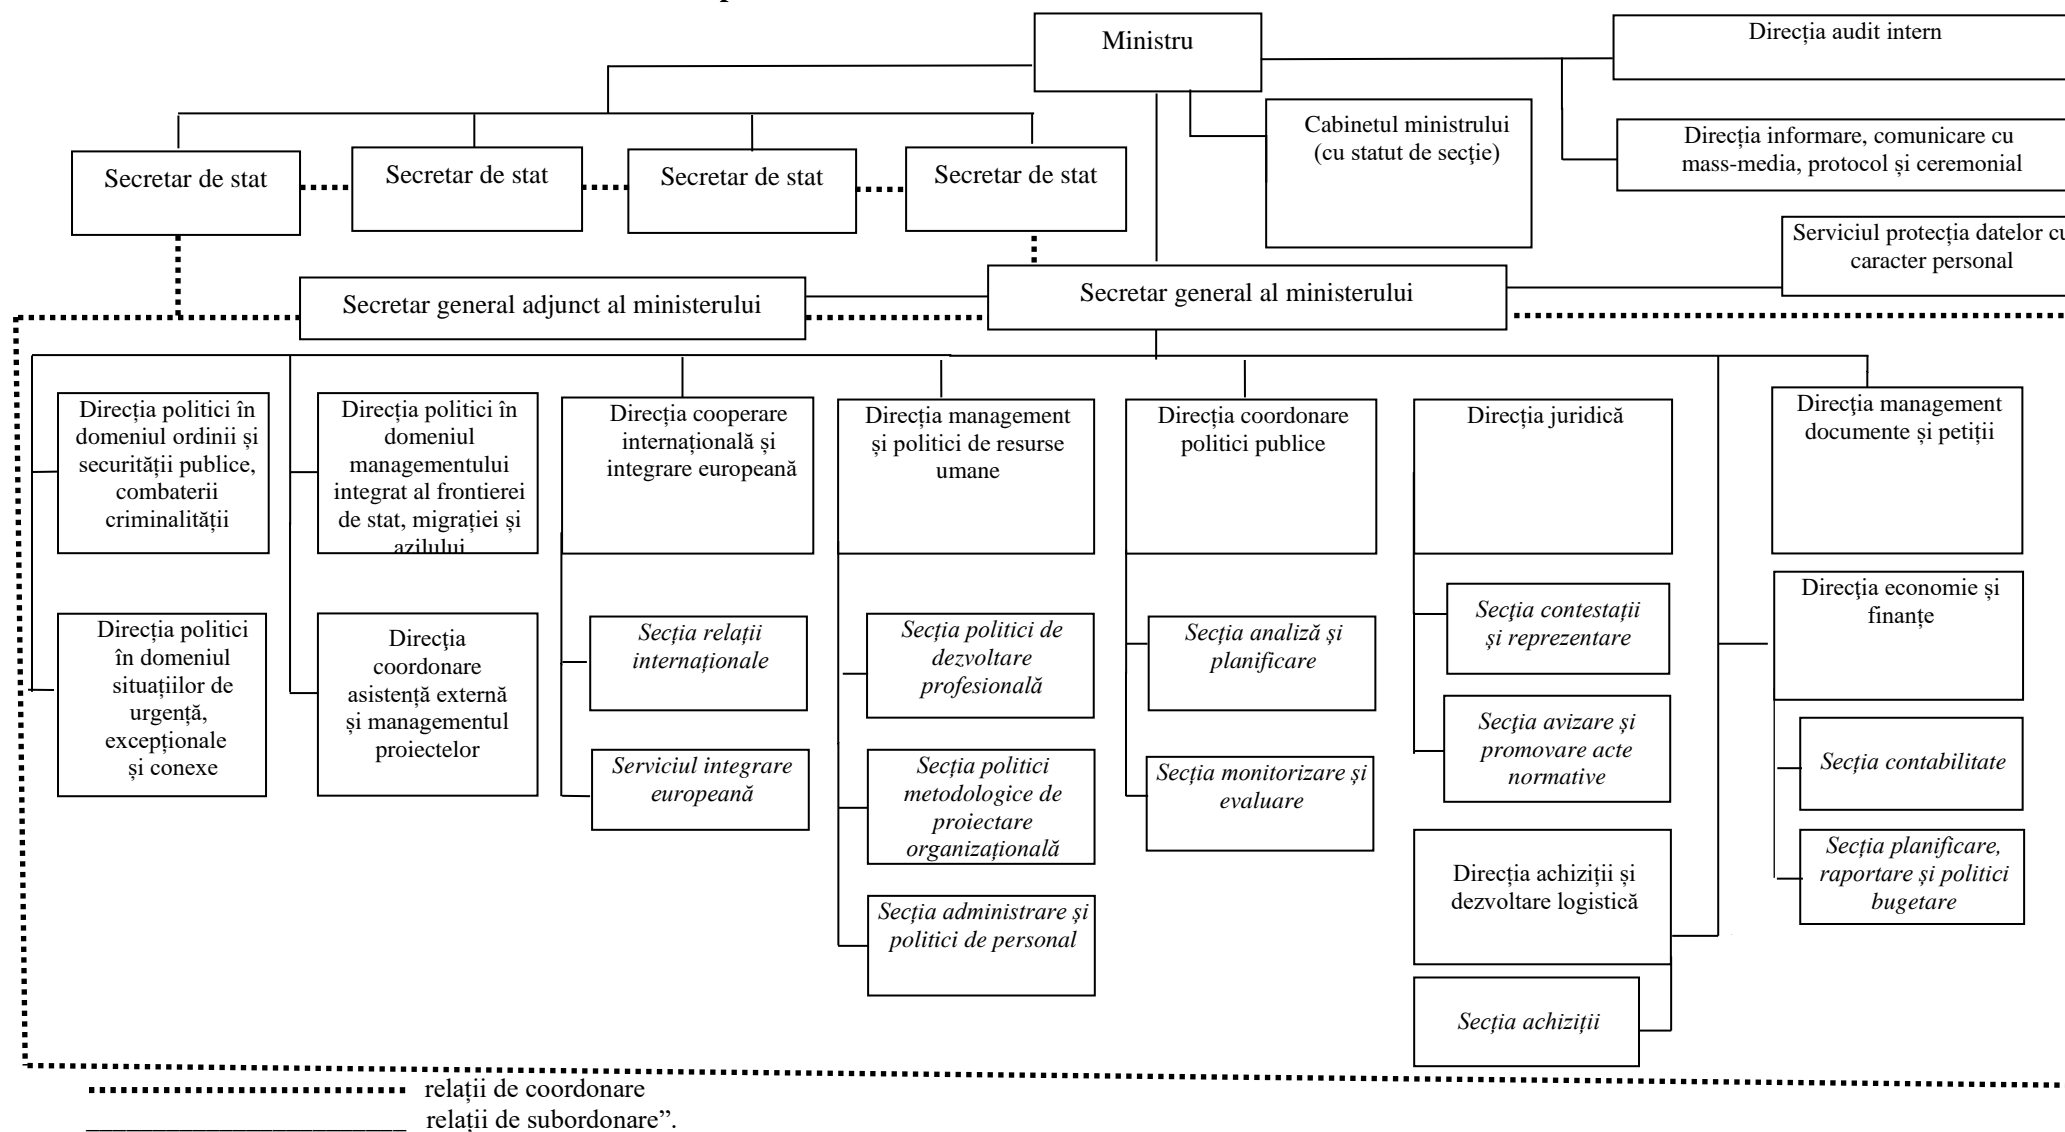 Ministru
Direcția audit intern
Cabinetul ministrului
(cu statut de secţie)
Direcția informare, comunicare cu
mass-media, protocol și ceremonial
Secretar de stat
Secretar de stat
Secretar de stat
Secretar de stat
Serviciul protecția datelor cu
caracter personal
Secretar general adjunct al ministerului
Secretar general al ministerului
Direcția politici în
domeniul ordinii și
securității publice,
combaterii
criminalității
Direcția politici în
domeniul
managementului
integrat al frontierei
de stat, migrației și
azilului
Direcția cooperare
internațională și
integrare europeană
Direcția management
și politici de resurse
umane
Direcția coordonare
politici publice
Direcția juridică
Direcţia management
documente și petiții
Direcția politici
în domeniul
situațiilor de
urgență,
excepționale
și conexe
Direcţia
coordonare
asistență externă
și managementul
proiectelor
Secția relații
internaționale
Serviciul integrare
europeană
Secția politici de
dezvoltare
profesională
Secția politici
metodologice de
proiectare
organizațională
Secția administrare și
politici de personal
Secția analiză și
planificare
Secția monitorizare și
evaluare
Secţia contestații
și reprezentare
Secţia avizare și
promovare acte
normative
Direcția achiziții și
dezvoltare logistică
Secția achiziții
Direcţia economie și
finanțe
Secția contabilitate
Secția planificare,
raportare și politici
bugetare
relații de coordonare
relații de subordonare”.